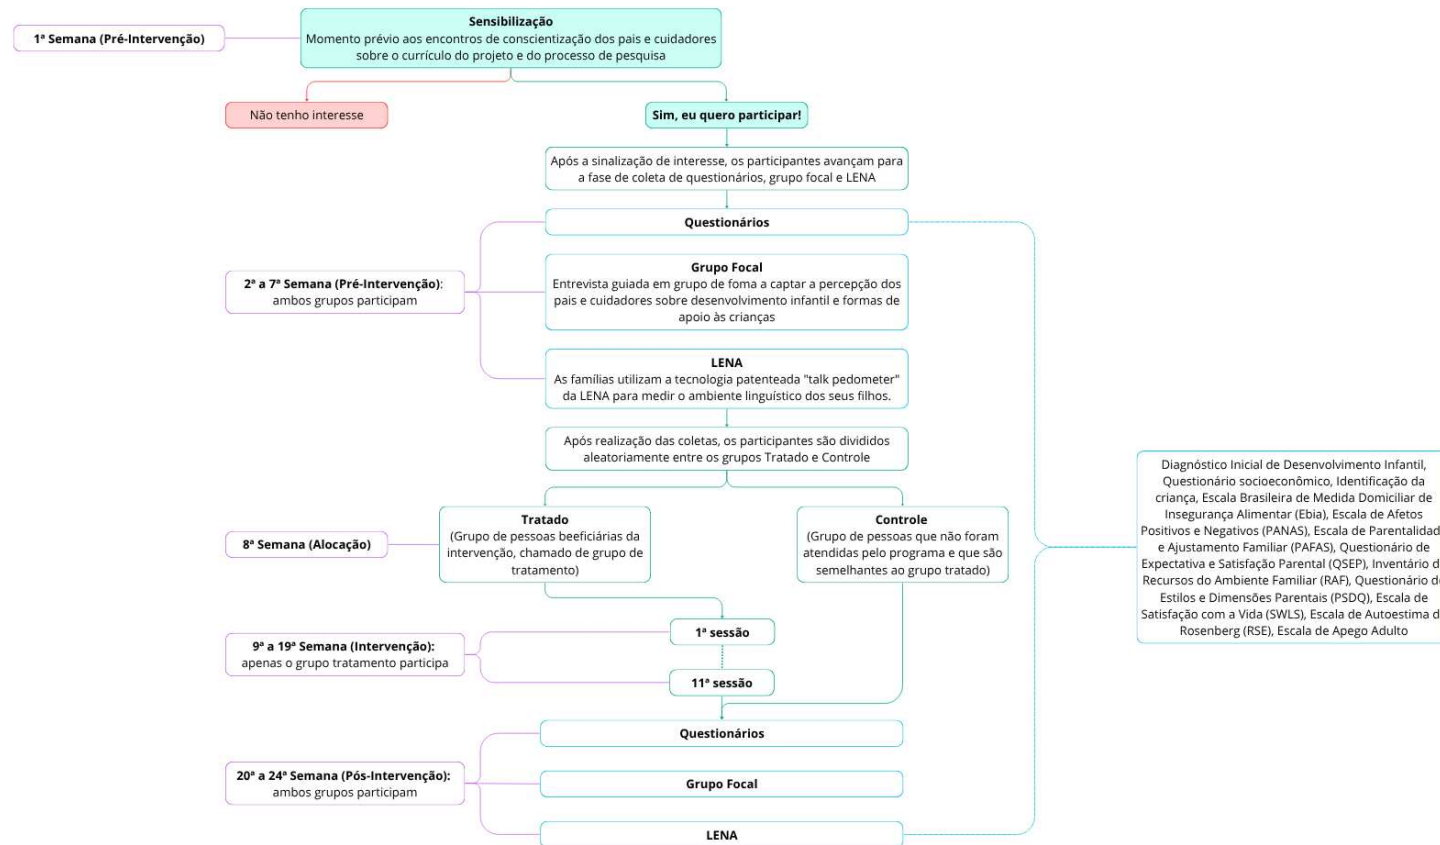 1ª Semana (Pré-Intervenção)
Sensibilização
Momento prévio aos encontros de conscientização dos pais e cuidadores
sobre o currículo do projeto e do processo de pesquisa
Não tenho interesse
Sim, eu quero participar!
Após a sinalização de interesse, os participantes avançam para
a fase de coleta de questionários, grupo focal e LENA
2ª a 7ª Semana (Pré-Intervenção):
ambos grupos participam
Questionários
Grupo Focal
Entrevista guiada em grupo de foma a captar a percepção dos
pais e cuidadores sobre desenvolvimento infantil e formas de
apoio às crianças
LENA
As famílias utilizam a tecnologia patenteada "talk pedometer"
da LENA para medir o ambiente linguístico dos seus filhos.
Após realização das coletas, os participantes são divididos
aleatoriamente entre os grupos Tratado e Controle
8ª Semana (Alocação)
Tratado
(Grupo de pessoas beeficiárias da
intervenção, chamado de grupo de
tratamento)
Controle
(Grupo de pessoas que não foram
atendidas pelo programa e que são
semelhantes ao grupo tratado)
9ª a 19ª Semana (Intervenção):
apenas o grupo tratamento participa
1ª sessão
11ª sessão
20ª a 24ª Semana (Pós-Intervenção):
ambos grupos participam
Questionários
Grupo Focal
LENA
Diagnóstico Inicial de Desenvolvimento Infantil,
Questionário socioeconômico, Identificação da
criança, Escala Brasileira de Medida Domiciliar de
Insegurança Alimentar (Ebia), Escala de Afetos
Positivos e Negativos (PANAS), Escala de Parentalidad
e Ajustamento Familiar (PAFAS), Questionário de
Expectativa e Satisfação Parental (QSEP), Inventário d
Recursos do Ambiente Familiar (RAF), Questionário d
Estilos e Dimensões Parentais (PSDQ), Escala de
Satisfação com a Vida (SWLS), Escala de Autoestima d
Rosenberg (RSE), Escala de Apego Adulto